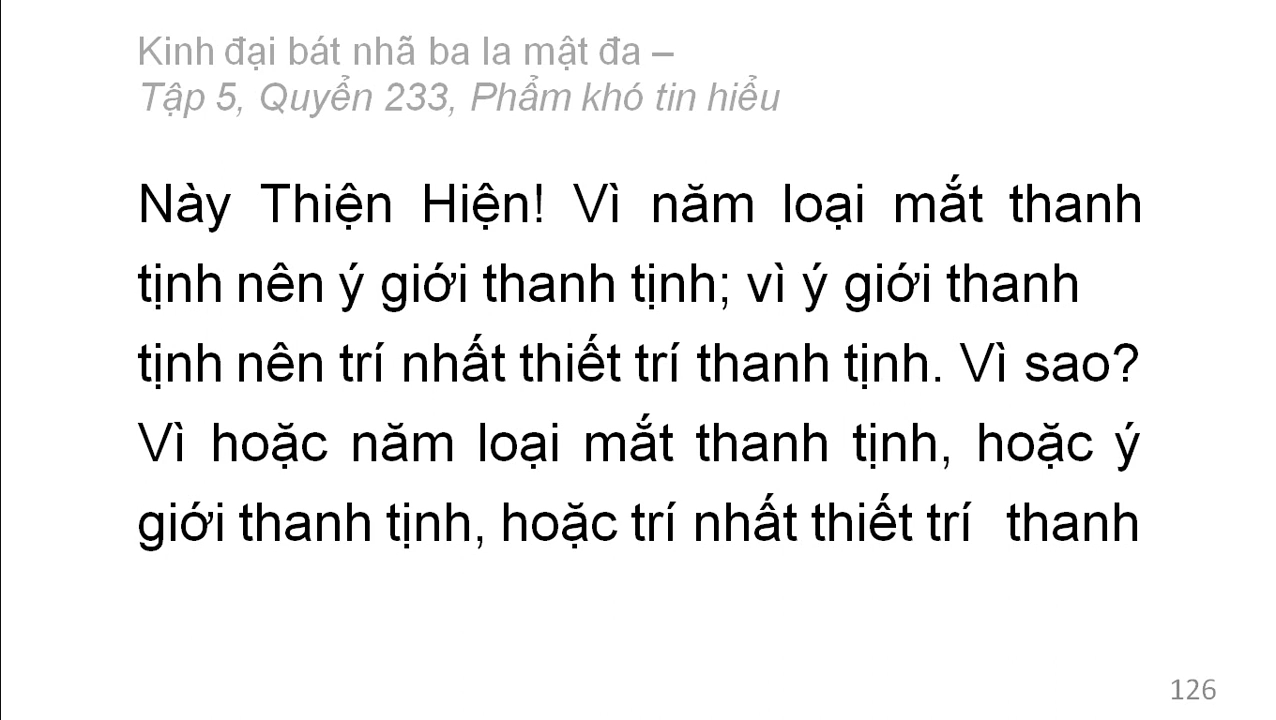 Kinh đại bát nhã ba la mật đa –
Tập 5, Quyển 233, Phẩm khó tin hiểu
Này Thiện Hiện! Vì năm loại mắt thanh
tịnh nên ý giới thanh tịnh; vì ý giới thanh
tịnh nên trí nhất thiết trí thanh tịnh. Vì sao?
Vì hoặc năm loại mắt thanh tịnh, hoặc ý
giới thanh tịnh, hoặc trí nhất thiết trí thanh
126